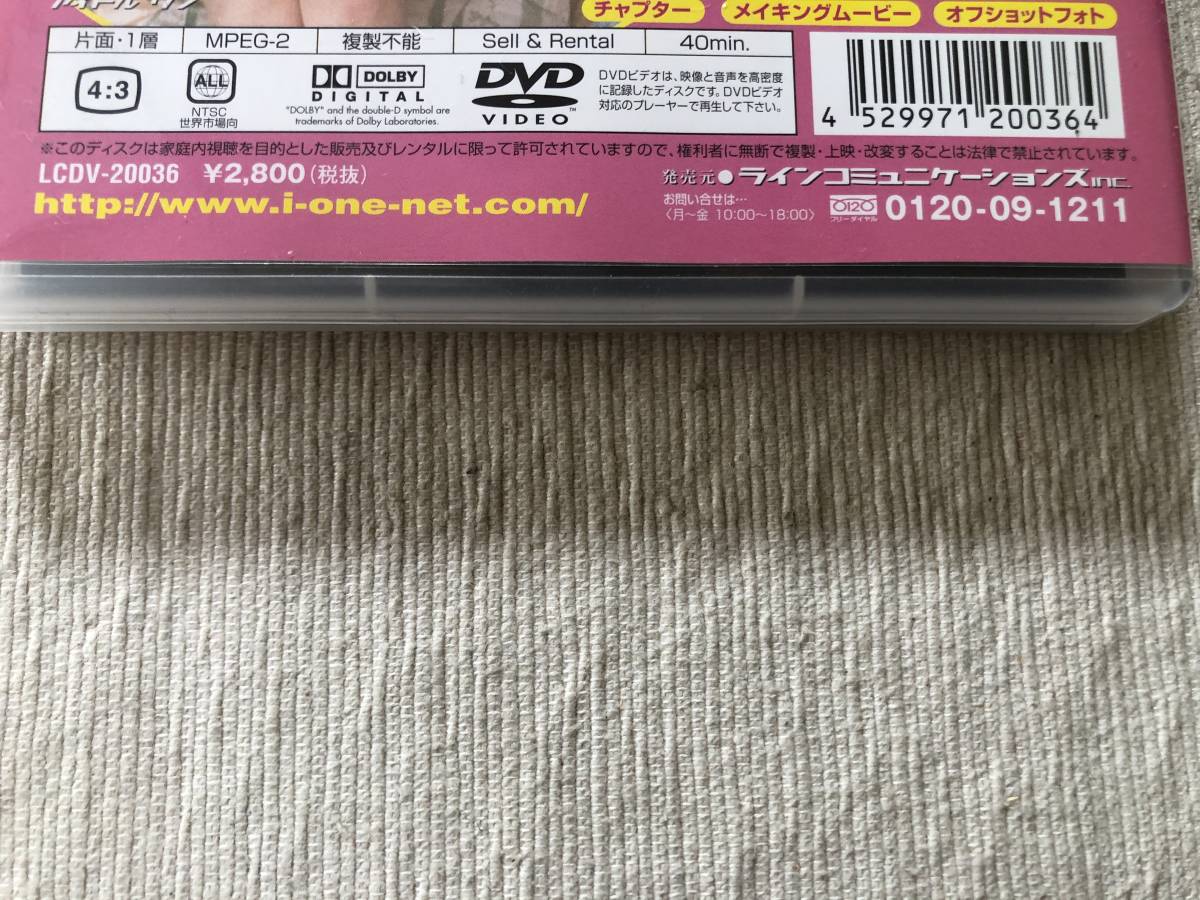 アイドル・ワン
チャプター メイキングムービー オフショットフォト
片面・1層 MPEG-2 複製不能 Sell & Rental 40min.
4:3
ALL
NTSC
世界市場向
DOLBY
DIGITAL
"DOLBY" and the double-D symbol are
trademarks of Dolby Laboratories.
DVD
VIDEO
TM
DVDビデオは、映像と音声を高密度
に記録したディスクです。DVDビデオ
対応のプレーヤーで再生して下さい。
4 529971 200364
※このディスクは家庭内視聴を目的とした販売及びレンタルに限って許可されていますので、権利者に無断で複製・上映・改変することは法律で禁止されています。
LCDV-20036 ¥2,800(税抜)
発売元●ラインコミュニケーションズinc.
http://www.i-one-net.com/
お問い合せは…
〈月〜金 10:00〜18:00〉
0120
フリーダイヤル
0120-09-1211